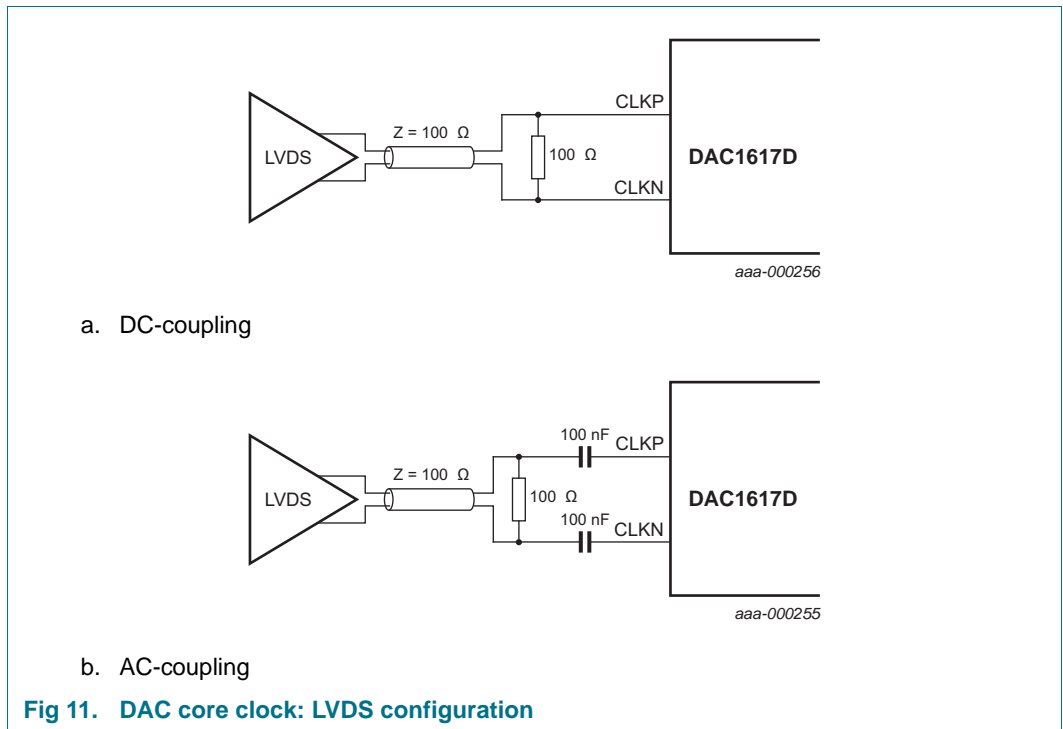 CLKP
Z = 100 Ω
LVDS
100 Ω
DAC1617D
CLKN
aaa-000256
a. DC-coupling
100 nF
CLKP
Z = 100 Ω
LVDS
100 Ω
DAC1617D
100 nF
CLKN
aaa-000255
b. AC-coupling
Fig 11. DAC core clock: LVDS configuration